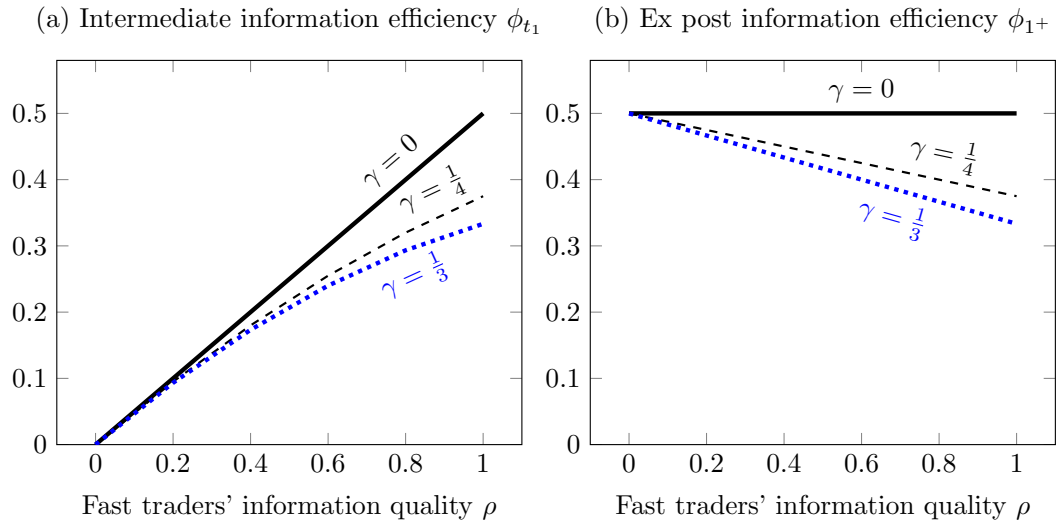 (a) Intermediate information efficiency ϕ_{t_1}
0.5
0.4
0.3
0.2
0.1
0
0 0.2 0.4 0.6 0.8 1
γ = 0
γ = 1/4
γ = 1/3
Fast traders' information quality ρ
(b) Ex post information efficiency ϕ_{1+}
0.5
0.4
0.3
0.2
0.1
0
0 0.2 0.4 0.6 0.8 1
γ = 0
γ = 1/4
γ = 1/3
Fast traders' information quality ρ